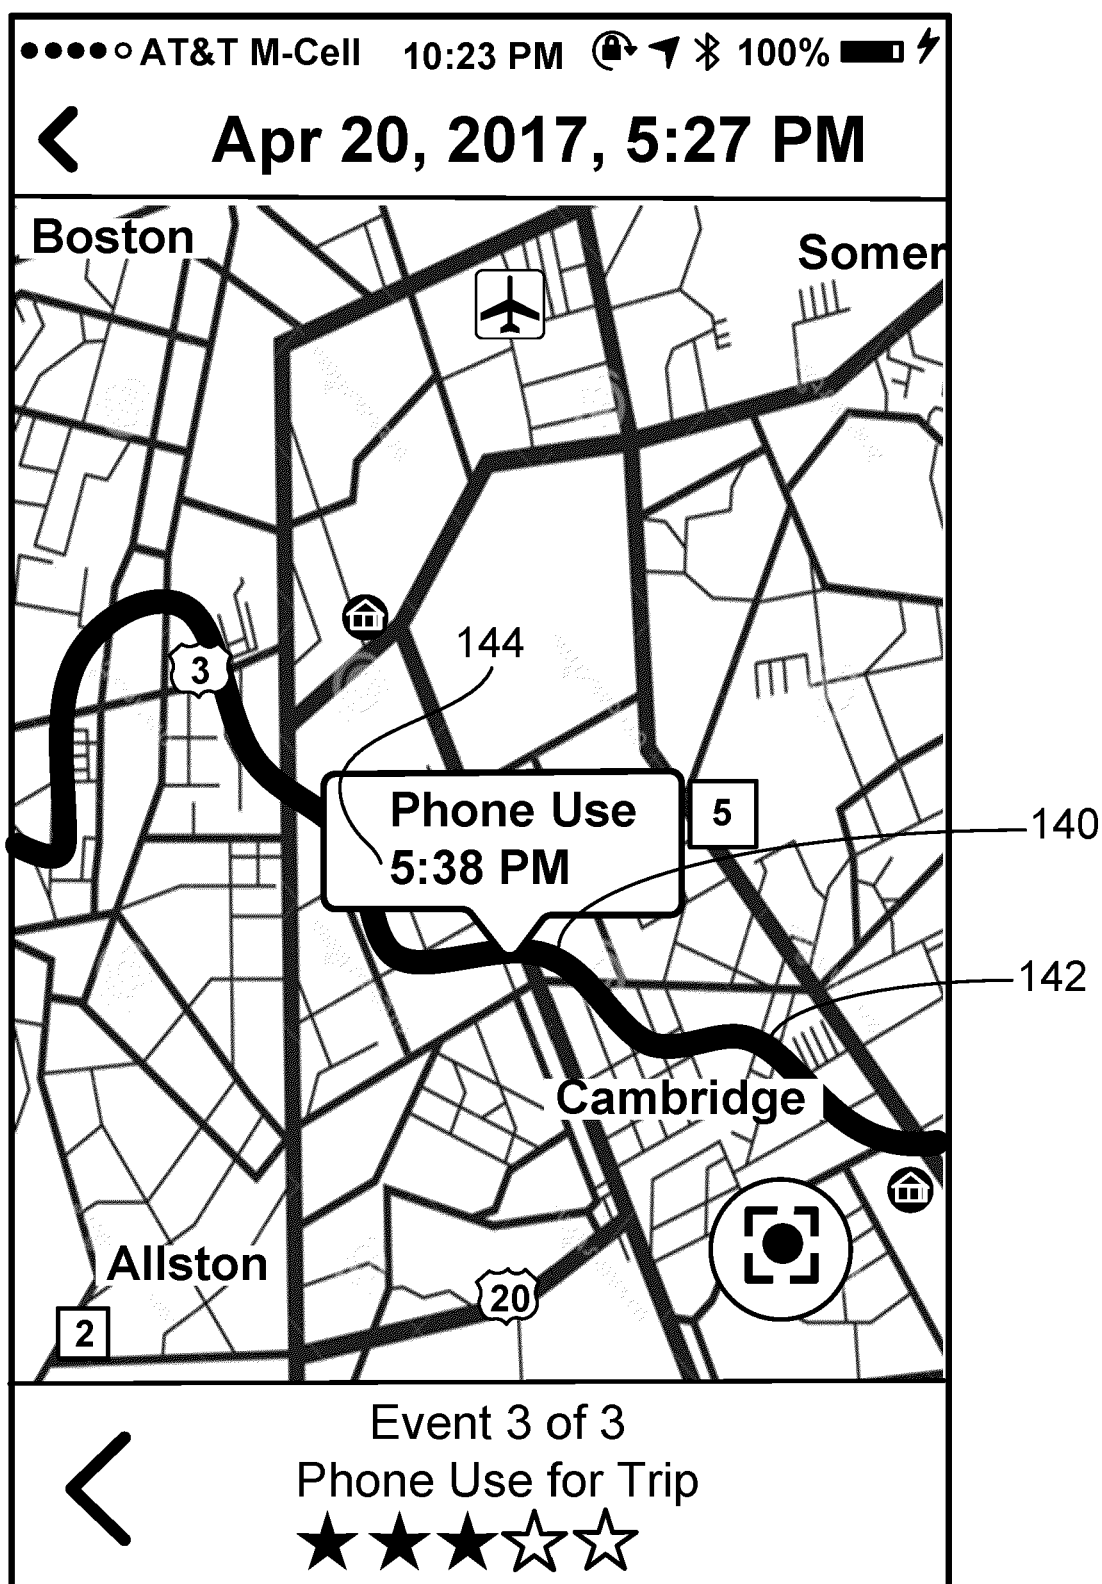 AT&T M-Cell 10:23 PM 100%
Apr 20, 2017, 5:27 PM
Boston
Somer
144
3
Phone Use
5:38 PM
5
140
142
Cambridge
Allston
20
2
Event 3 of 3
Phone Use for Trip